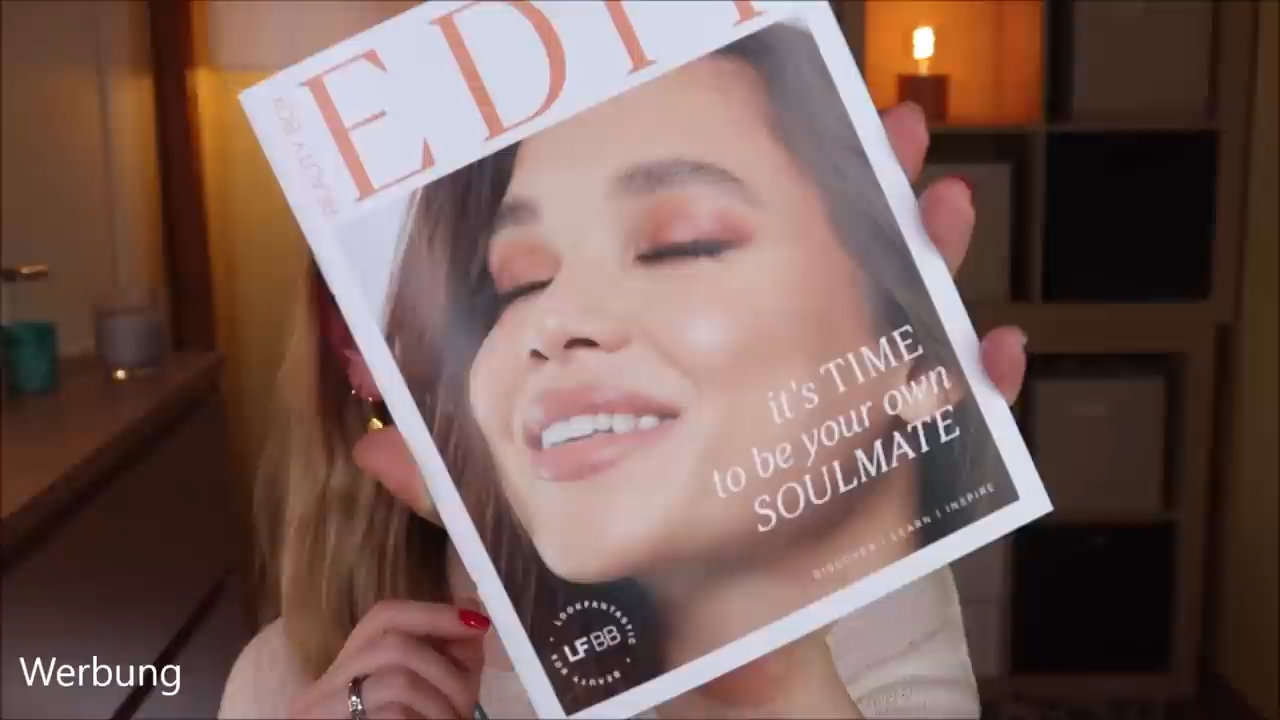 EDIT
BEAUTY BOX
it's TIME
to be your own
SOULMATE
DISCOVER | LEARN | INSPIRE
LOOKFANTASTIC
LFBB
BEAUTY BOX
Werbung